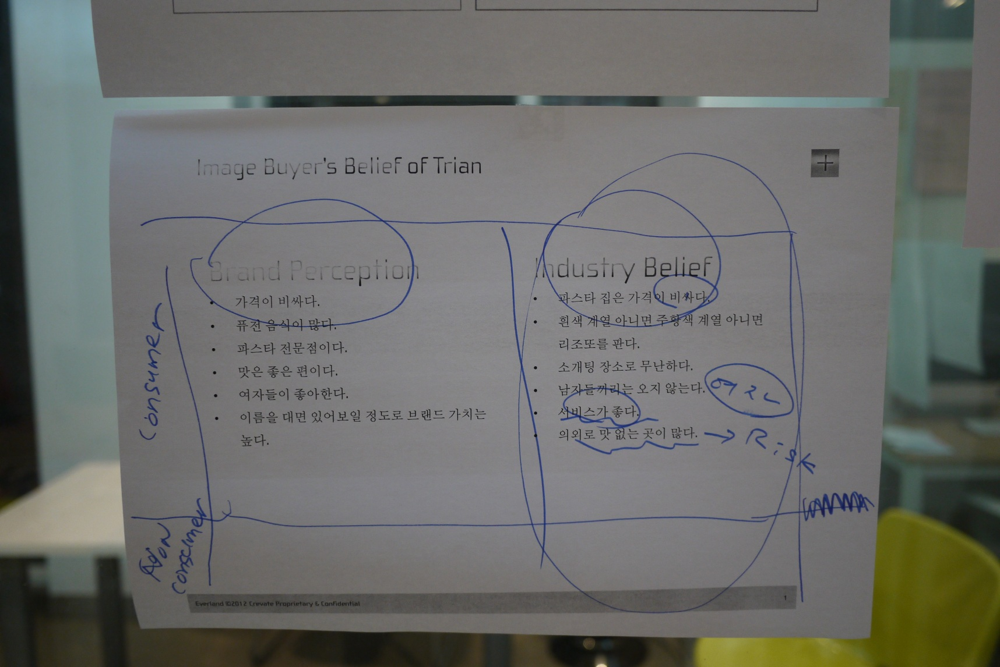 Image Buyer's Belief of Trian
+
Brand Perception
• 가격이 비싸다.
• 퓨전 음식이 많다.
• 파스타 전문점이다.
• 맛은 좋은 편이다.
• 여자들이 좋아한다.
• 이름을 대면 있어보일 정도로 브랜드 가치는
높다.
Industry Belief
• 파스타 집은 가격이 비싸다.
• 흰색 계열 아니면 주황색 계열 아니면
리조또를 판다.
• 소개팅 장소로 무난하다.
• 남자들끼리는 오지 않는다.
• 서비스가 좋다.
• 의외로 맛 없는 곳이 많다. → Risk
Consumer
Non
consumer
Everland ©2012 Crevate Proprietary & Confidential
1